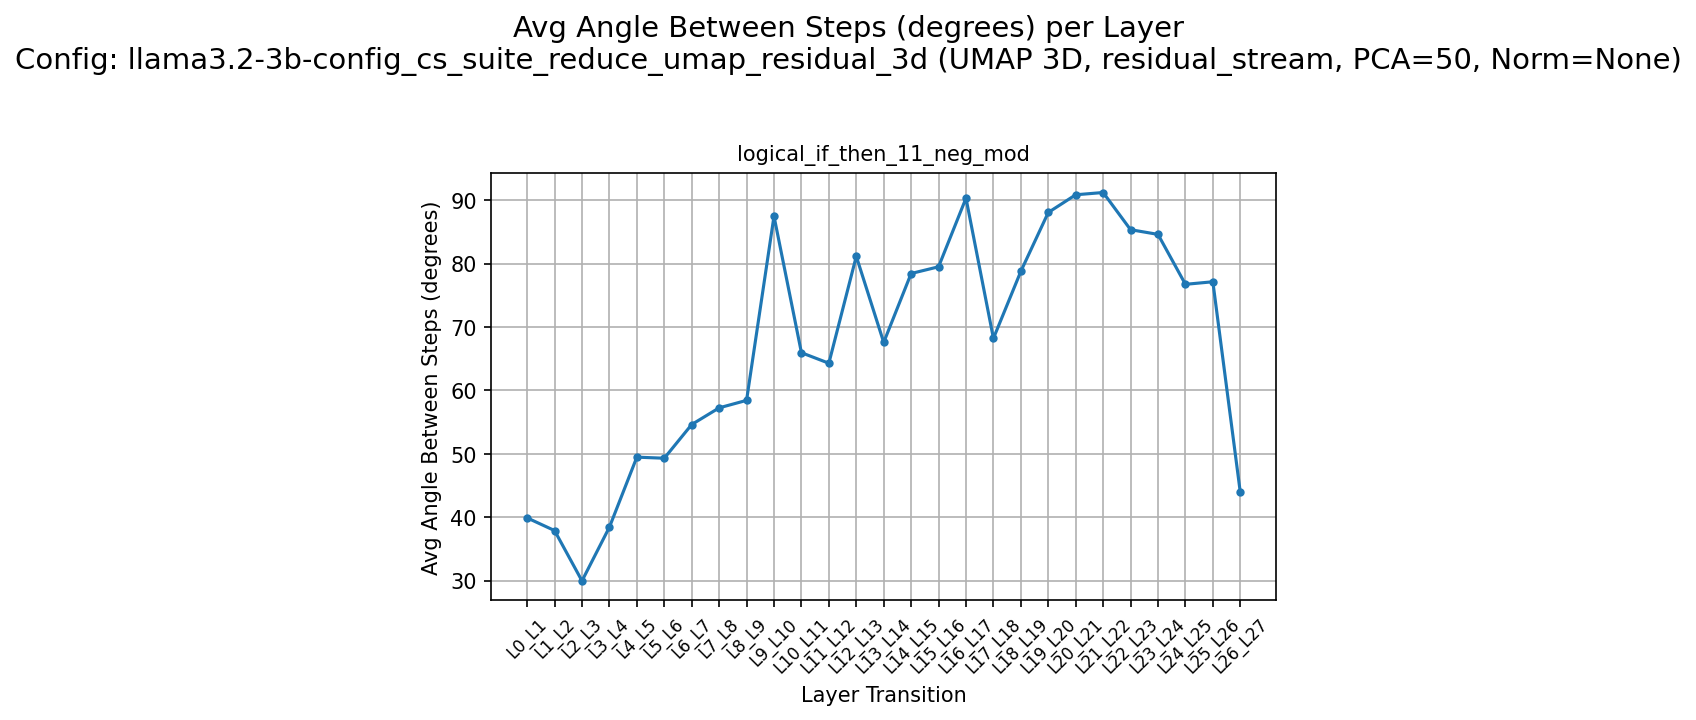 Avg Angle Between Steps (degrees) per Layer
Config: llama3.2-3b-config_cs_suite_reduce_umap_residual_3d (UMAP 3D, residual_stream, PCA=50, Norm=None)
logical_if_then_11_neg_mod
Avg Angle Between Steps (degrees)
90
80
70
60
50
40
30
L0_L1
L1_L2
L2_L3
L3_L4
L4_L5
L5_L6
L6_L7
L7_L8
L8_L9
L9_L10
L10_L11
L11_L12
L12_L13
L13_L14
L14_L15
L15_L16
L16_L17
L17_L18
L18_L19
L19_L20
L20_L21
L21_L22
L22_L23
L23_L24
L24_L25
L25_L26
L26_L27
Layer Transition